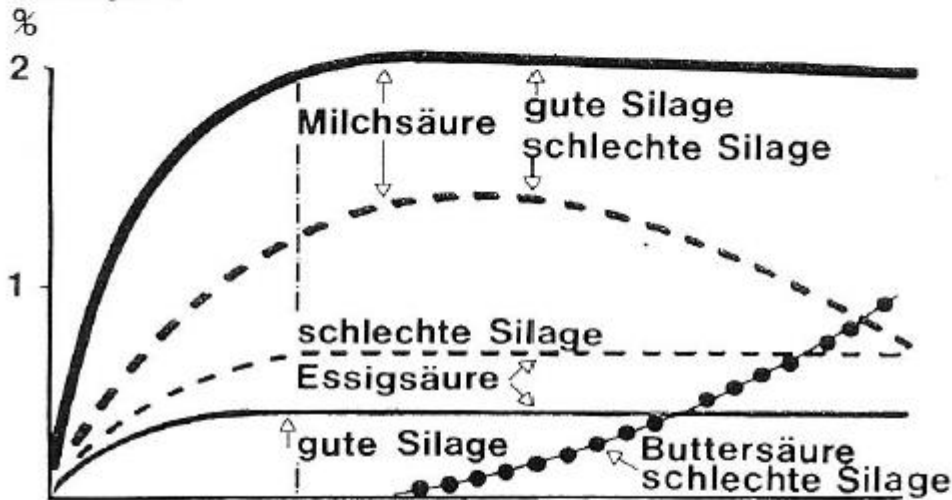 %
2
Milchsäure
gute Silage
schlechte Silage
1
schlechte Silage
Essigsäure
gute Silage
Buttersäure
schlechte Silage